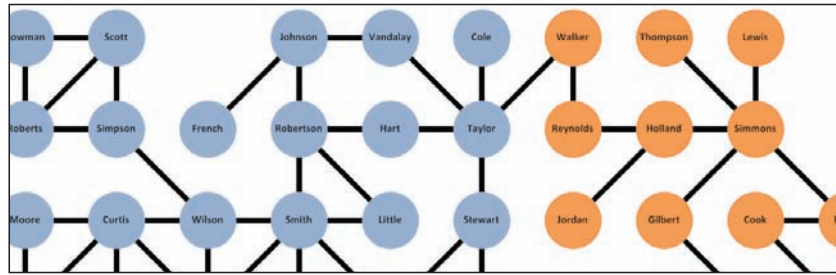 owman Scott Johnson Vandalay Cole Walker Thompson Lewis
Roberts Simpson French Robertson Hart Taylor Reynolds Holland Simmons
Moore Curtis Wilson Smith Little Stewart Jordan Gilbert Cook